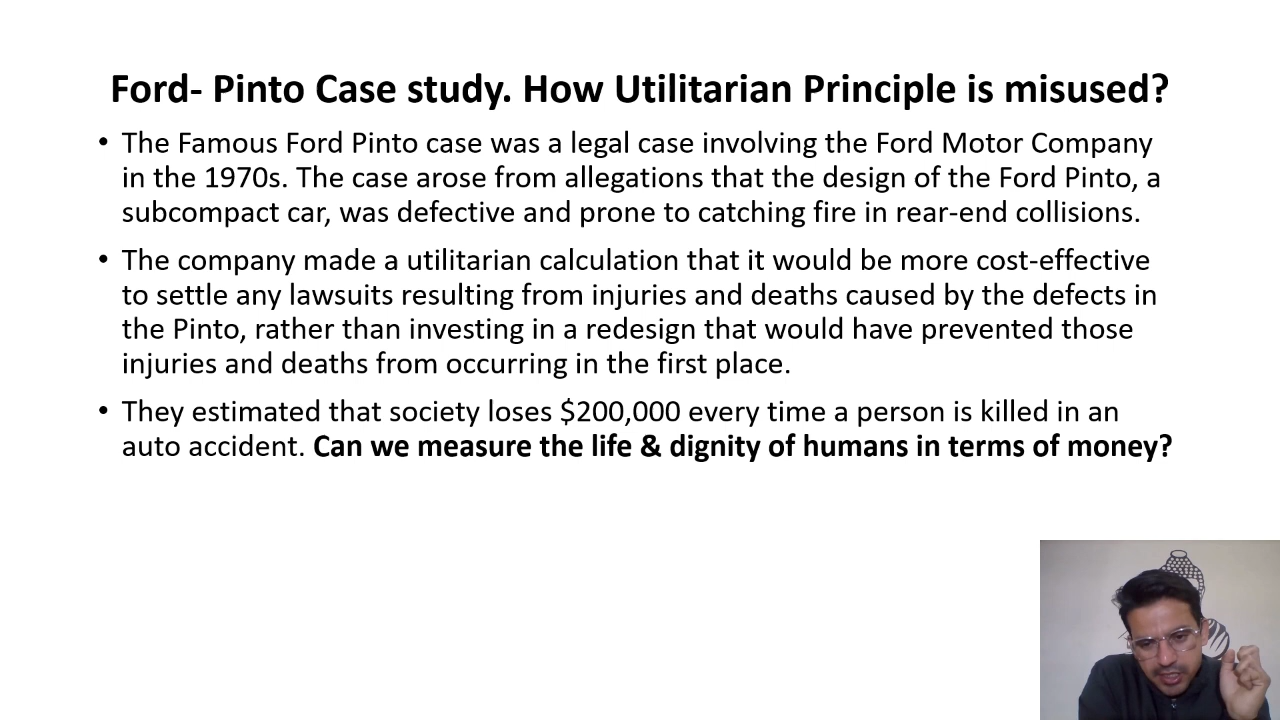 Ford- Pinto Case study. How Utilitarian Principle is misused?
• The Famous Ford Pinto case was a legal case involving the Ford Motor Company
in the 1970s. The case arose from allegations that the design of the Ford Pinto, a
subcompact car, was defective and prone to catching fire in rear-end collisions.
• The company made a utilitarian calculation that it would be more cost-effective
to settle any lawsuits resulting from injuries and deaths caused by the defects in
the Pinto, rather than investing in a redesign that would have prevented those
injuries and deaths from occurring in the first place.
• They estimated that society loses $200,000 every time a person is killed in an
auto accident. Can we measure the life & dignity of humans in terms of money?